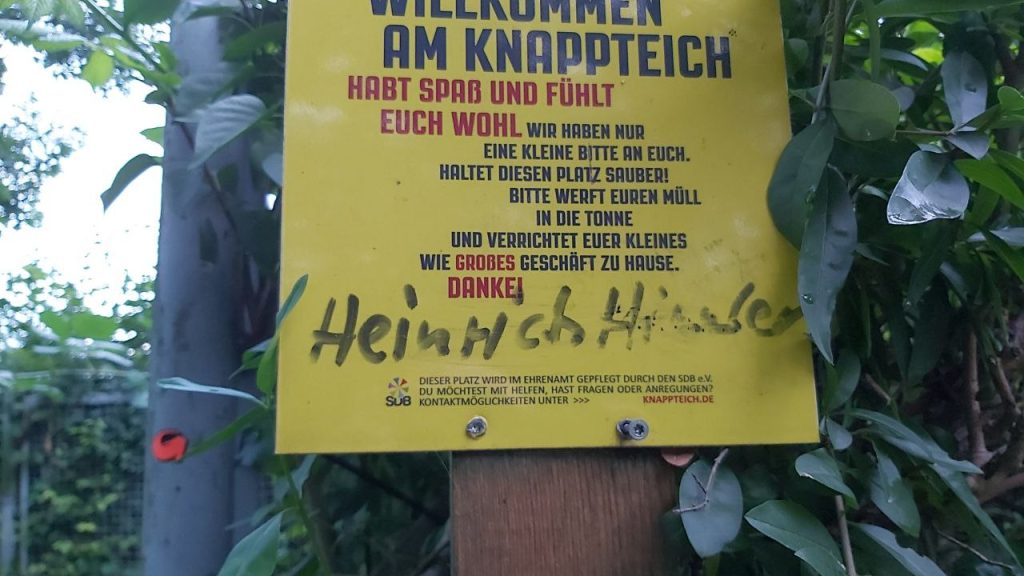 WILLKOMMEN
AM KNAPPTEICH
HABT SPAß UND FÜHLT
EUCH WOHL WIR HABEN NUR
EINE KLEINE BITTE AN EUCH.
HALTET DIESEN PLATZ SAUBER!
BITTE WERFT EUREN MÜLL
IN DIE TONNE
UND VERRICHTET EUER KLEINES
WIE GROßES GESCHÄFT ZU HAUSE.
DANKE!
Heinrich
DIESER PLATZ WIRD IM EHRENAMT GEPFLEGT DURCH DEN SDB e.V.
DU MÖCHTEST MIT HELFEN, HAST FRAGEN ODER ANREGUNGEN?
SDB KONTAKTMÖGLICHKEITEN UNTER >>> KNAPPTEICH.DE